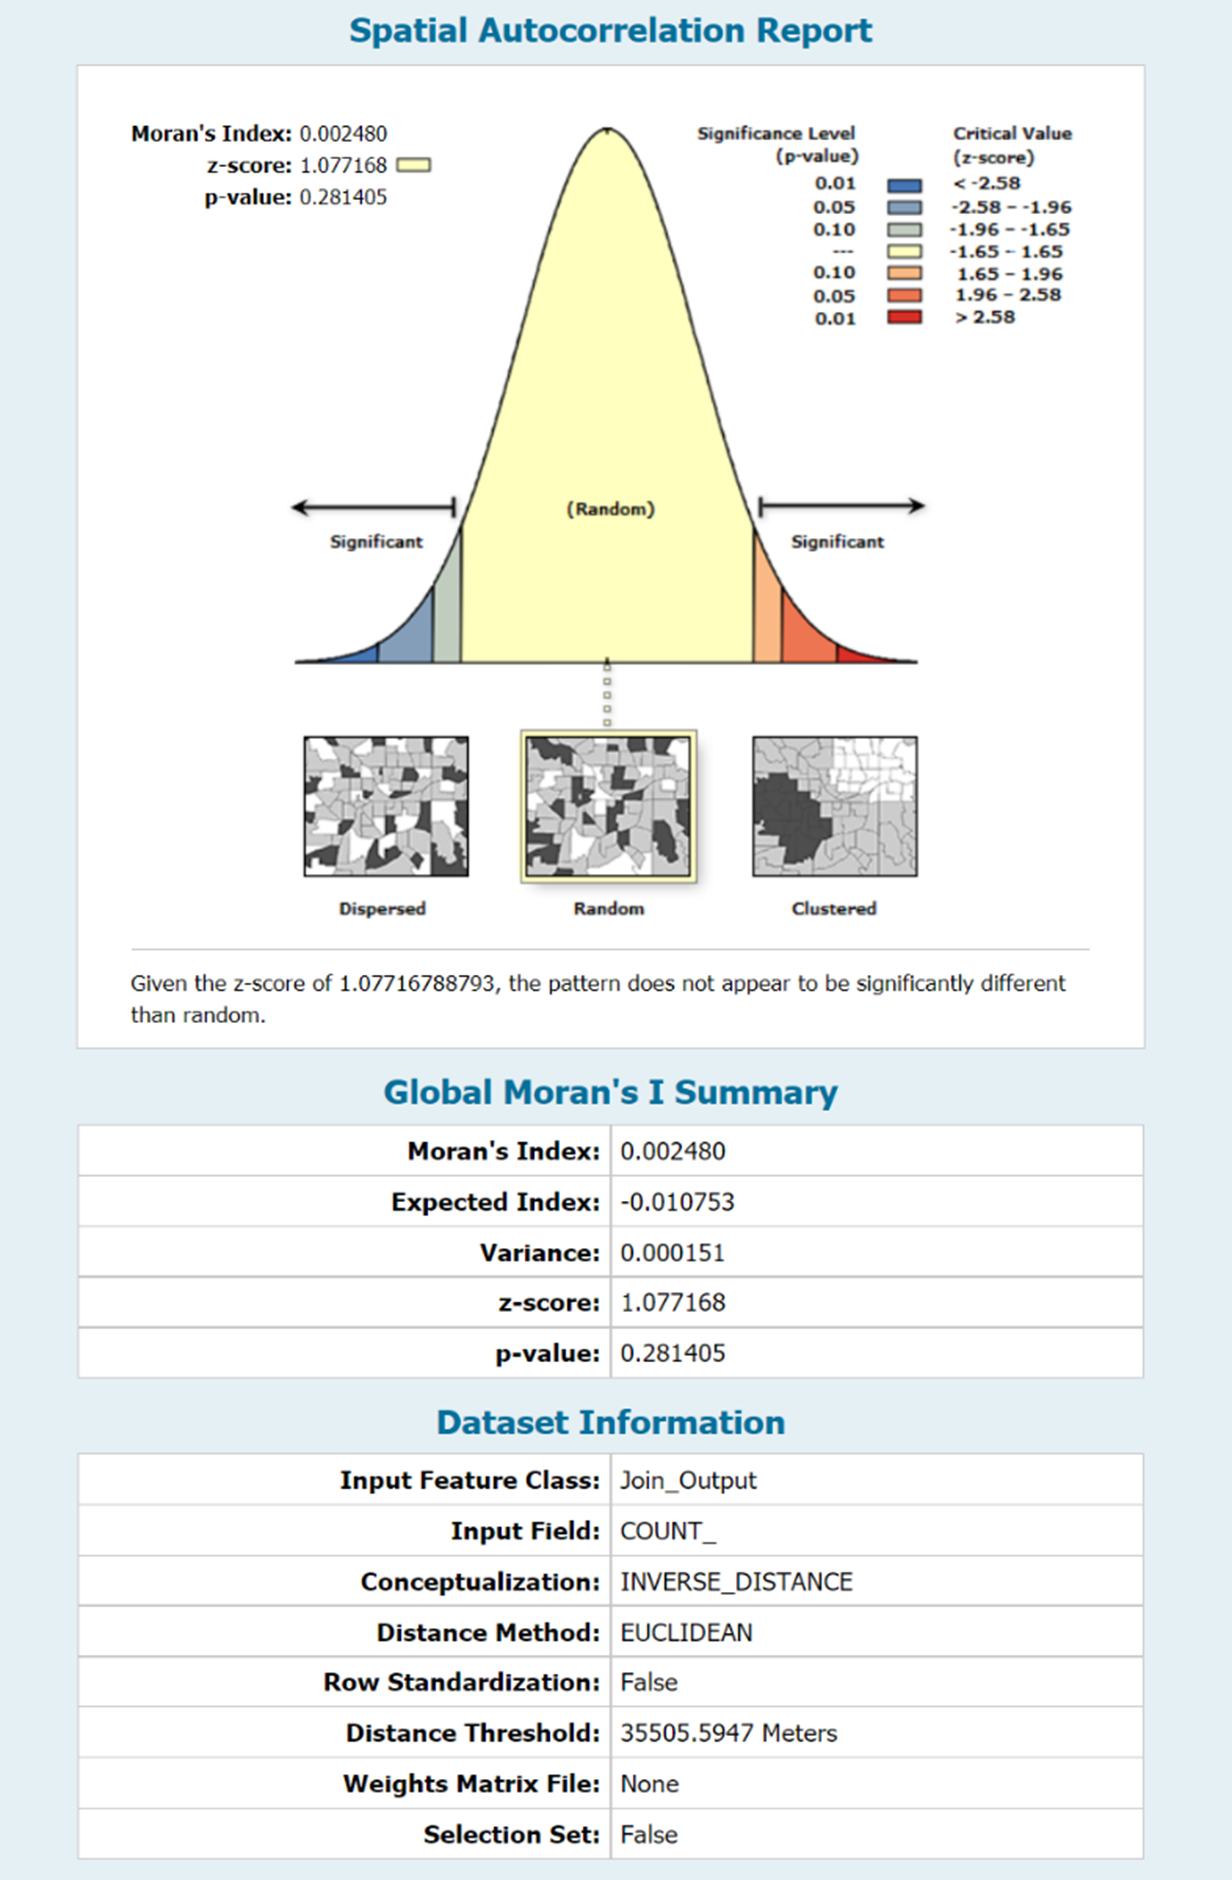 Spatial Autocorrelation Report
Moran's Index: 0.002480
z-score: 1.077168
p-value: 0.281405
Significance Level Critical Value
(p-value) (z-score)
0.01 < -2.58
0.05 -2.58 – -1.96
0.10 -1.96 – -1.65
--- -1.65 – 1.65
0.10 1.65 – 1.96
0.05 1.96 – 2.58
0.01 > 2.58
(Random)
Significant Significant
Dispersed Random Clustered
Given the z-score of 1.07716788793, the pattern does not appear to be significantly different
than random.
Global Moran's I Summary
Moran's Index: 0.002480
Expected Index: -0.010753
Variance: 0.000151
z-score: 1.077168
p-value: 0.281405
Dataset Information
Input Feature Class: Join_Output
Input Field: COUNT_
Conceptualization: INVERSE_DISTANCE
Distance Method: EUCLIDEAN
Row Standardization: False
Distance Threshold: 35505.5947 Meters
Weights Matrix File: None
Selection Set: False